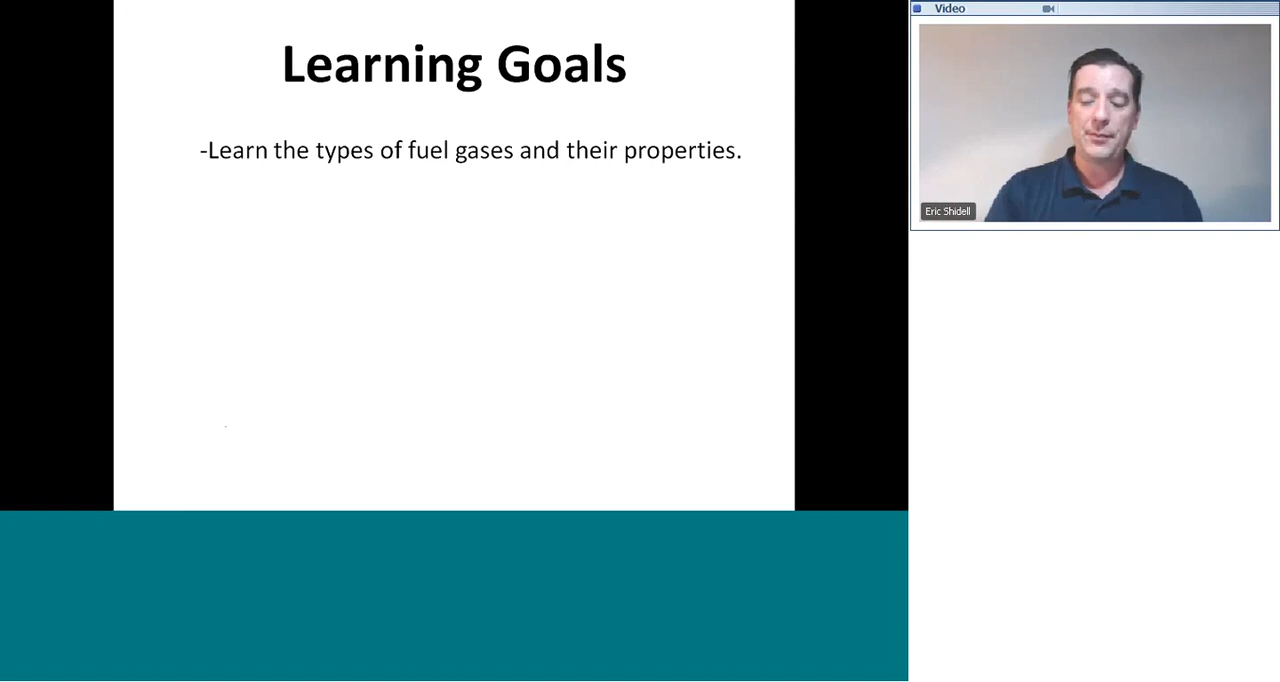 Learning Goals
-Learn the types of fuel gases and their properties.
Video
Eric Shidell